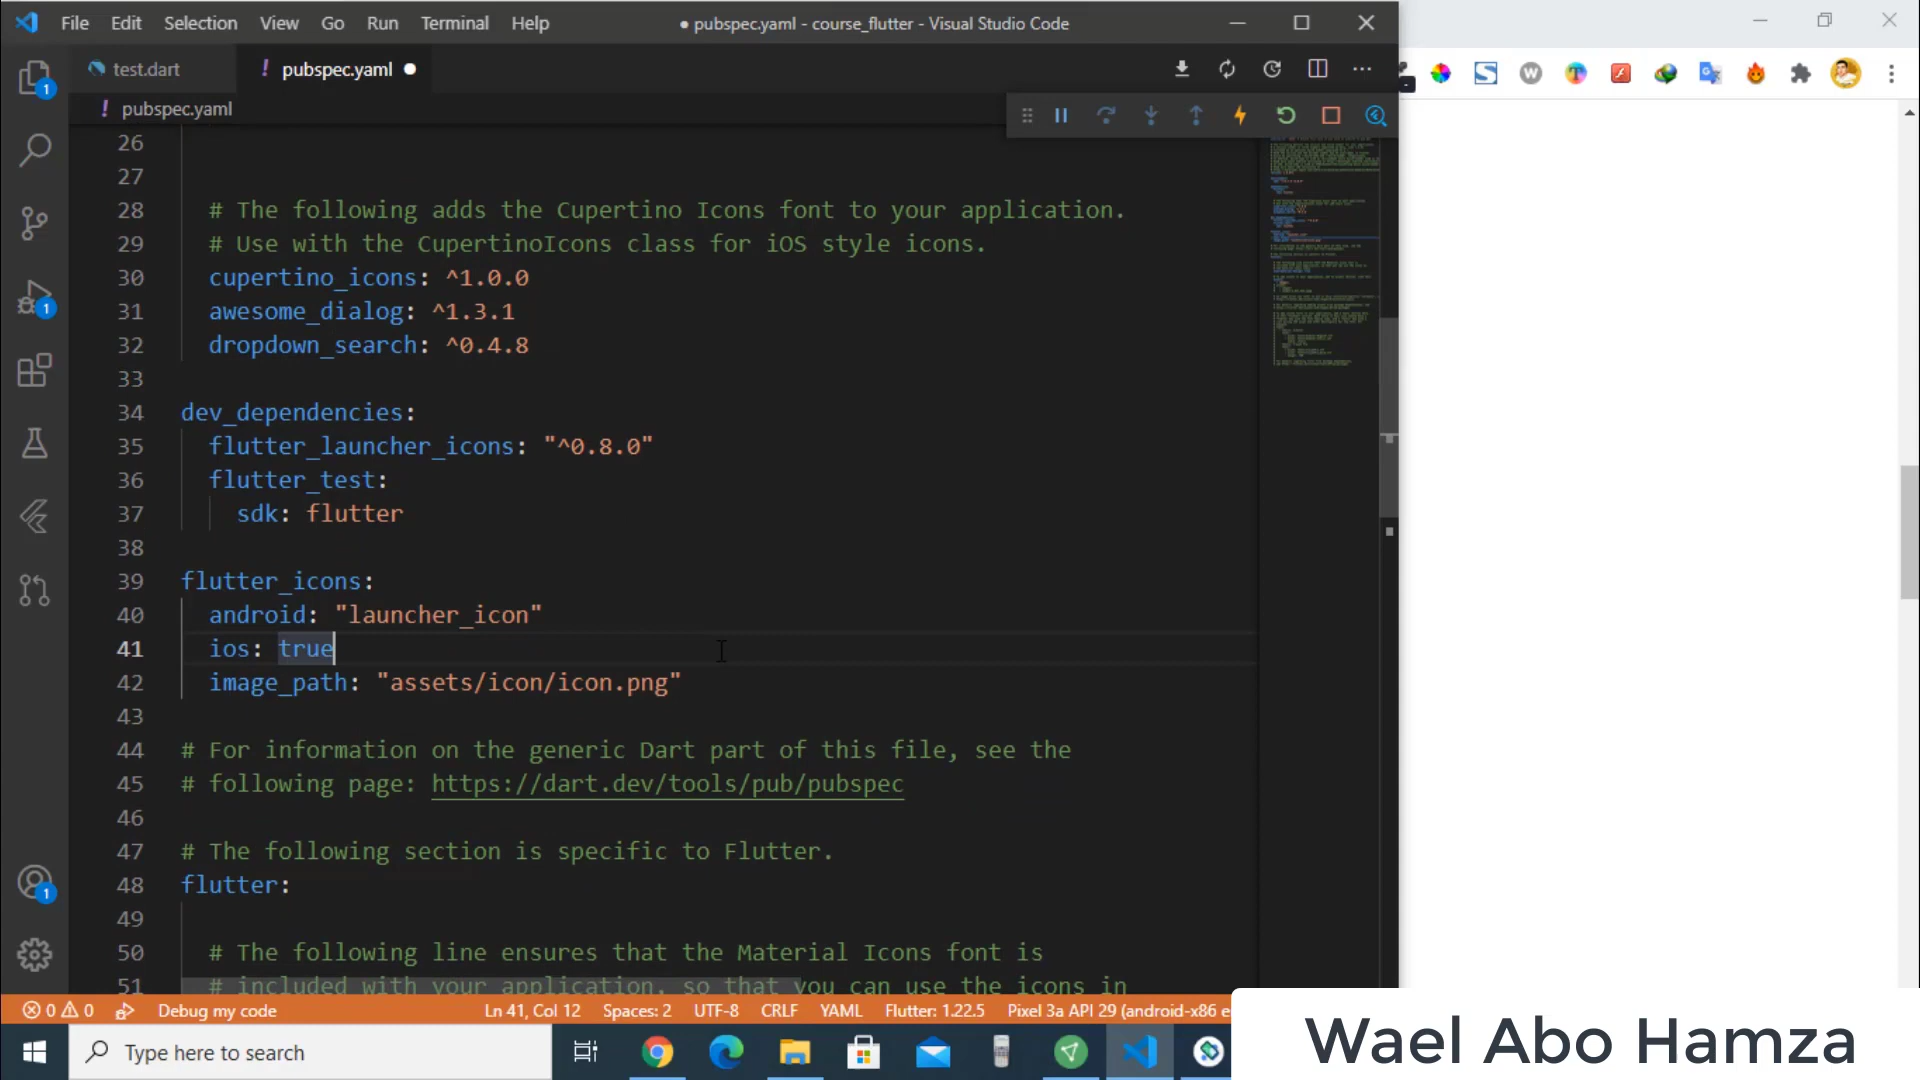 File Edit Selection View Go Run Terminal Help
● pubspec.yaml - course_flutter - Visual Studio Code
test.dart
! pubspec.yaml ●
! pubspec.yaml
26
27
28 # The following adds the Cupertino Icons font to your application.
29 # Use with the CupertinoIcons class for iOS style icons.
30 cupertino_icons: ^1.0.0
31 awesome_dialog: ^1.3.1
32 dropdown_search: ^0.4.8
33
34 dev_dependencies:
35 flutter_launcher_icons: "^0.8.0"
36 flutter_test:
37 sdk: flutter
38
39 flutter_icons:
40 android: "launcher_icon"
41 ios: true
42 image_path: "assets/icon/icon.png"
43
44 # For information on the generic Dart part of this file, see the
45 # following page: https://dart.dev/tools/pub/pubspec
46
47 # The following section is specific to Flutter.
48 flutter:
49
50 # The following line ensures that the Material Icons font is
51 # included with your application, so that you can use the icons in
0 0 Debug my code Ln 41, Col 12 Spaces: 2 UTF-8 CRLF YAML Flutter: 1.22.5 Pixel 3a API 29 (android-x86 e
Type here to search
Wael Abo Hamza